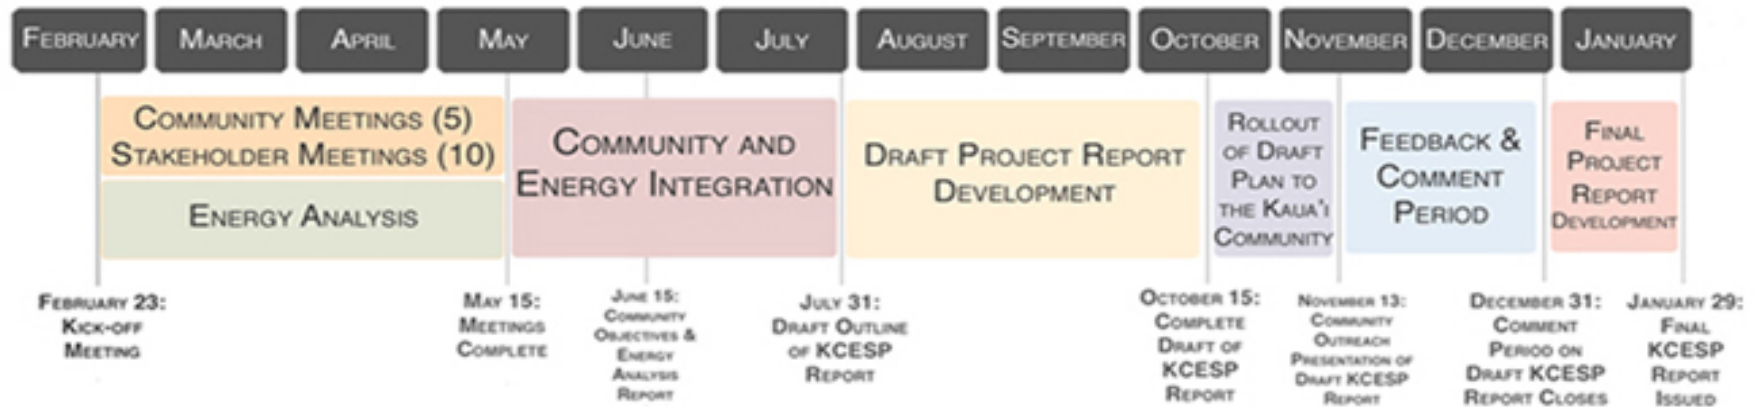 FEBRUARY MARCH APRIL MAY JUNE JULY AUGUST SEPTEMBER OCTOBER NOVEMBER DECEMBER JANUARY
COMMUNITY MEETINGS (5)
STAKEHOLDER MEETINGS (10)
ENERGY ANALYSIS
COMMUNITY AND
ENERGY INTEGRATION
DRAFT PROJECT REPORT
DEVELOPMENT
ROLLOUT
OF DRAFT
PLAN TO
THE KAUA'I
COMMUNITY
FEEDBACK &
COMMENT
PERIOD
FINAL
PROJECT
REPORT
DEVELOPMENT
FEBRUARY 23:
KICK-OFF
MEETING
MAY 15:
MEETINGS
COMPLETE
JUNE 15:
COMMUNITY
OBJECTIVES &
ENERGY
ANALYSIS
REPORT
JULY 31:
DRAFT OUTLINE
OF KCESP
REPORT
OCTOBER 15:
COMPLETE
DRAFT OF
KCESP
REPORT
NOVEMBER 13:
COMMUNITY
OUTREACH
PRESENTATION OF
DRAFT KCESP
REPORT
DECEMBER 31:
COMMENT
PERIOD ON
DRAFT KCESP
REPORT CLOSES
JANUARY 29:
FINAL
KCESP
REPORT
ISSUED